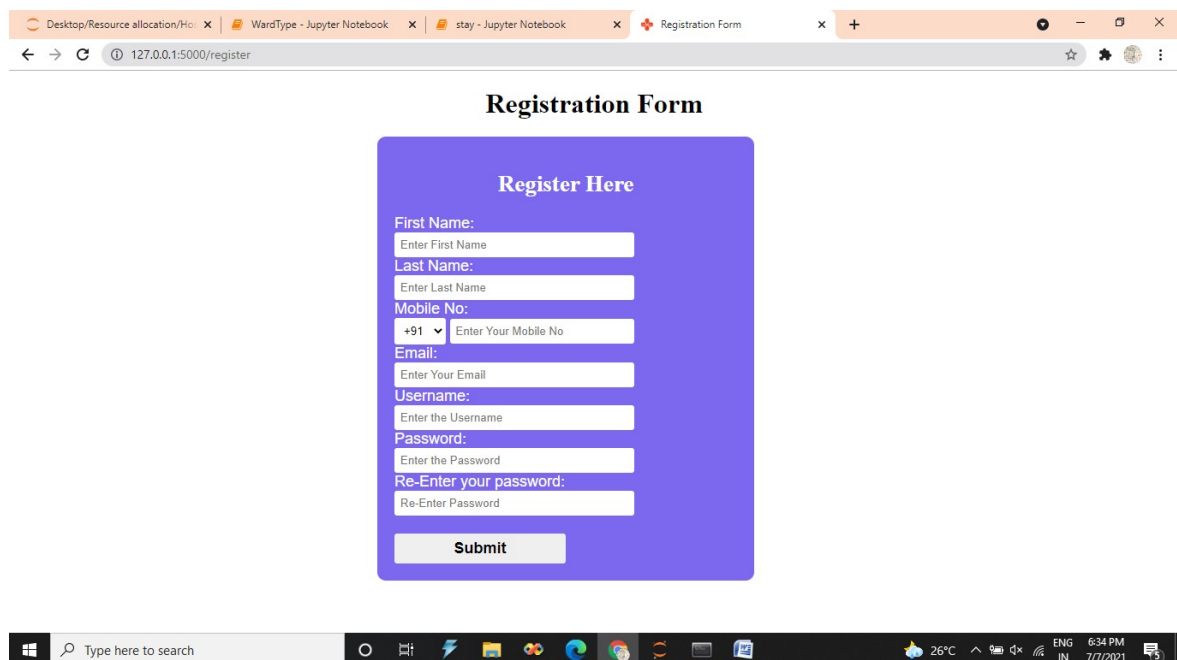 Desktop/Resource allocation/Ho
WardType - Jupyter Notebook
stay - Jupyter Notebook
Registration Form
127.0.0.1:5000/register
Registration Form
Register Here
First Name:
Enter First Name
Last Name:
Enter Last Name
Mobile No:
+91 Enter Your Mobile No
Email:
Enter Your Email
Username:
Enter the Username
Password:
Enter the Password
Re-Enter your password:
Re-Enter Password
Submit
Type here to search
26°C
ENG
IN
6:34 PM
7/7/2021
5